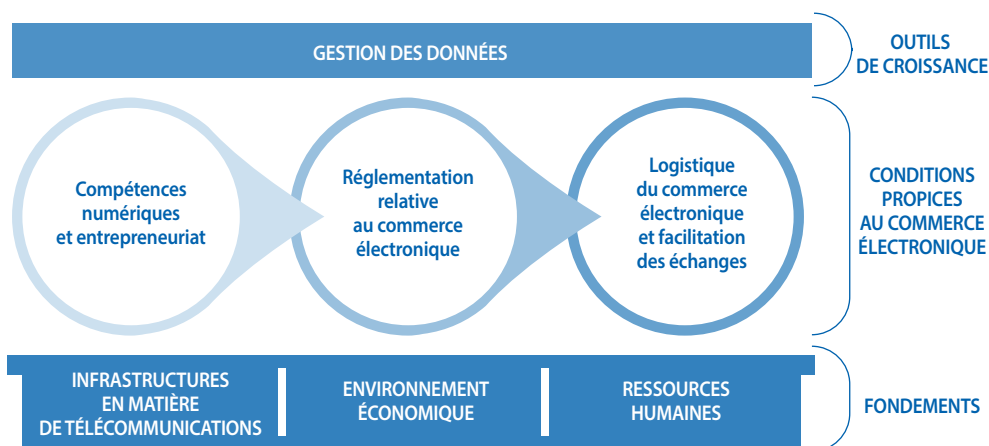 GESTION DES DONNÉES
OUTILS
DE CROISSANCE
Compétences
numériques
et entrepreneuriat
Réglementation
relative
au commerce
électronique
Logistique
du commerce
électronique
et facilitation
des échanges
CONDITIONS
PROPICES
AU COMMERCE
ÉLECTRONIQUE
INFRASTRUCTURES
EN MATIÈRE
DE TÉLÉCOMMUNICATIONS
ENVIRONNEMENT
ÉCONOMIQUE
RESSOURCES
HUMAINES
FONDEMENTS